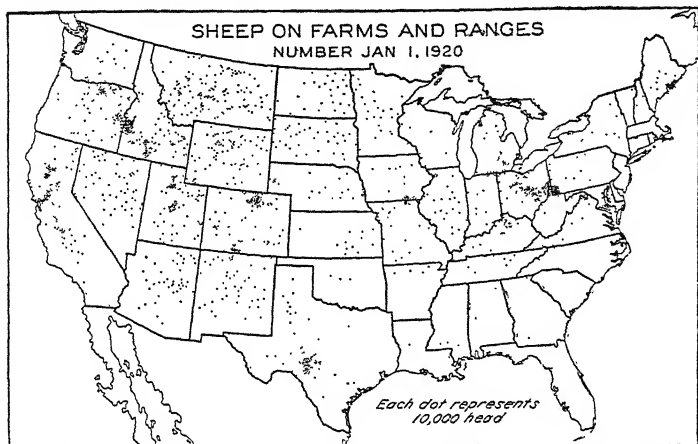 SHEEP ON FARMS AND RANGES
NUMBER JAN 1, 1920
Each dot represents
10,000 head